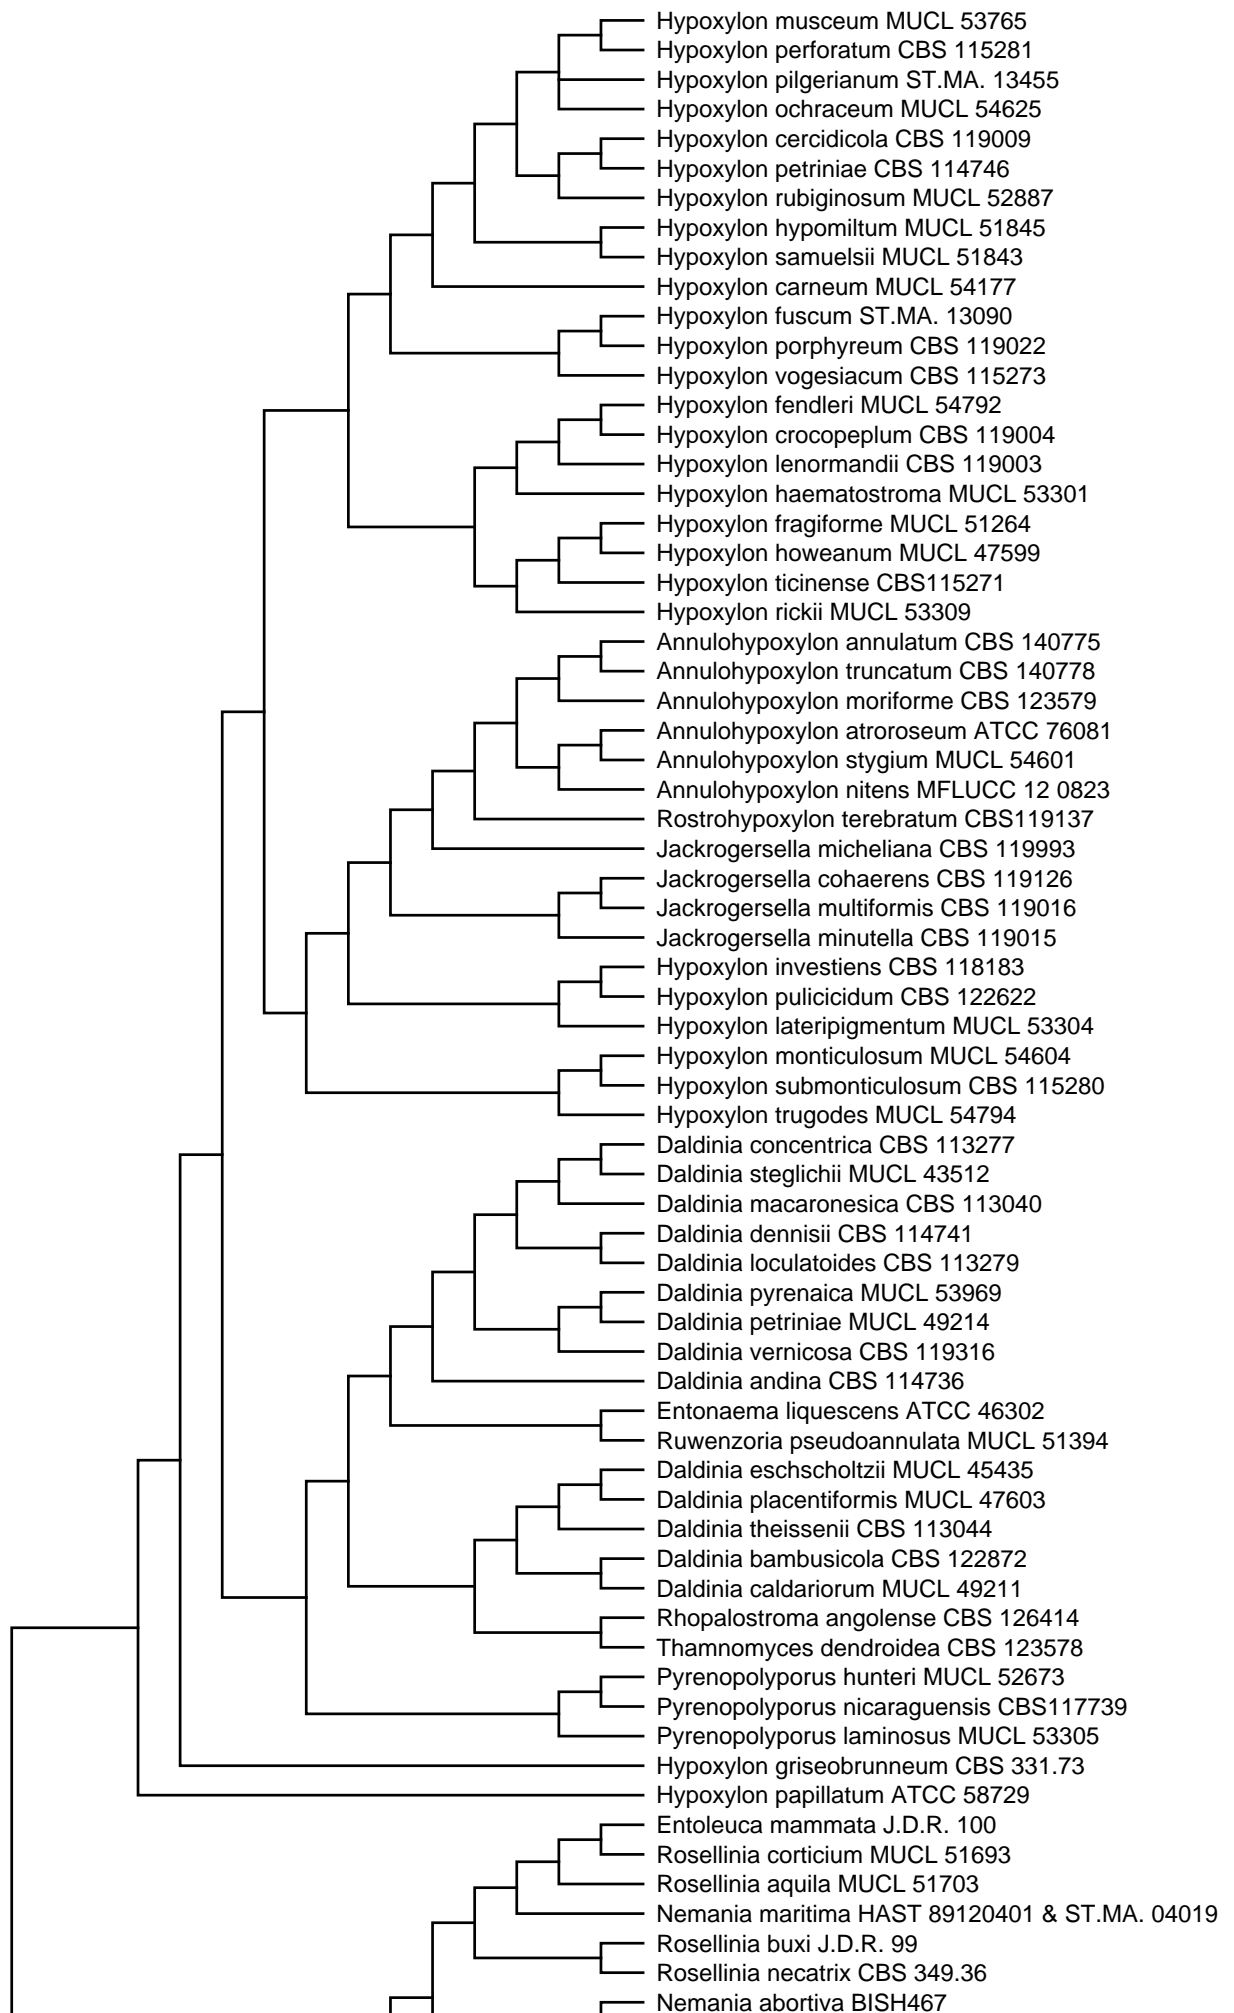 Hypoxylon musceum MUCL 53765
Hypoxylon perforatum CBS 115281
Hypoxylon pilgerianum ST.MA. 13455
Hypoxylon ochraceum MUCL 54625
Hypoxylon cercidicola CBS 119009
Hypoxylon petriniae CBS 114746
Hypoxylon rubiginosum MUCL 52887
Hypoxylon hypomiltum MUCL 51845
Hypoxylon samuelsii MUCL 51843
Hypoxylon carneum MUCL 54177
Hypoxylon fuscum ST.MA. 13090
Hypoxylon porphyreum CBS 119022
Hypoxylon vogesiacum CBS 115273
Hypoxylon fendleri MUCL 54792
Hypoxylon crocopeplum CBS 119004
Hypoxylon lenormandii CBS 119003
Hypoxylon haematostroma MUCL 53301
Hypoxylon fragiforme MUCL 51264
Hypoxylon howeanum MUCL 47599
Hypoxylon ticinense CBS115271
Hypoxylon rickii MUCL 53309
Annulohypoxylon annulatum CBS 140775
Annulohypoxylon truncatum CBS 140778
Annulohypoxylon moriforme CBS 123579
Annulohypoxylon atroroseum ATCC 76081
Annulohypoxylon stygium MUCL 54601
Annulohypoxylon nitens MFLUCC 12 0823
Rostrohypoxylon terebratum CBS119137
Jackrogersella micheliana CBS 119993
Jackrogersella cohaerens CBS 119126
Jackrogersella multiformis CBS 119016
Jackrogersella minutella CBS 119015
Hypoxylon investiens CBS 118183
Hypoxylon pulicicidum CBS 122622
Hypoxylon lateripigmentum MUCL 53304
Hypoxylon monticulosum MUCL 54604
Hypoxylon submonticulosum CBS 115280
Hypoxylon trugodes MUCL 54794
Daldinia concentrica CBS 113277
Daldinia steglichii MUCL 43512
Daldinia macaronesica CBS 113040
Daldinia dennisii CBS 114741
Daldinia loculatoides CBS 113279
Daldinia pyrenaica MUCL 53969
Daldinia petriniae MUCL 49214
Daldinia vernicosa CBS 119316
Daldinia andina CBS 114736
Entonaema liquescens ATCC 46302
Ruwenzoria pseudoannulata MUCL 51394
Daldinia eschscholtzii MUCL 45435
Daldinia placentiformis MUCL 47603
Daldinia theissenii CBS 113044
Daldinia bambusicola CBS 122872
Daldinia caldariorum MUCL 49211
Rhopalostroma angolense CBS 126414
Thamnomyces dendroidea CBS 123578
Pyrenopolyporus hunteri MUCL 52673
Pyrenopolyporus nicaraguensis CBS117739
Pyrenopolyporus laminosus MUCL 53305
Hypoxylon griseobrunneum CBS 331.73
Hypoxylon papillatum ATCC 58729
Entoleuca mammata J.D.R. 100
Rosellinia corticium MUCL 51693
Rosellinia aquila MUCL 51703
Nemania maritima HAST 89120401 & ST.MA. 04019
Rosellinia buxi J.D.R. 99
Rosellinia necatrix CBS 349.36
Nemania abortiva BISH467